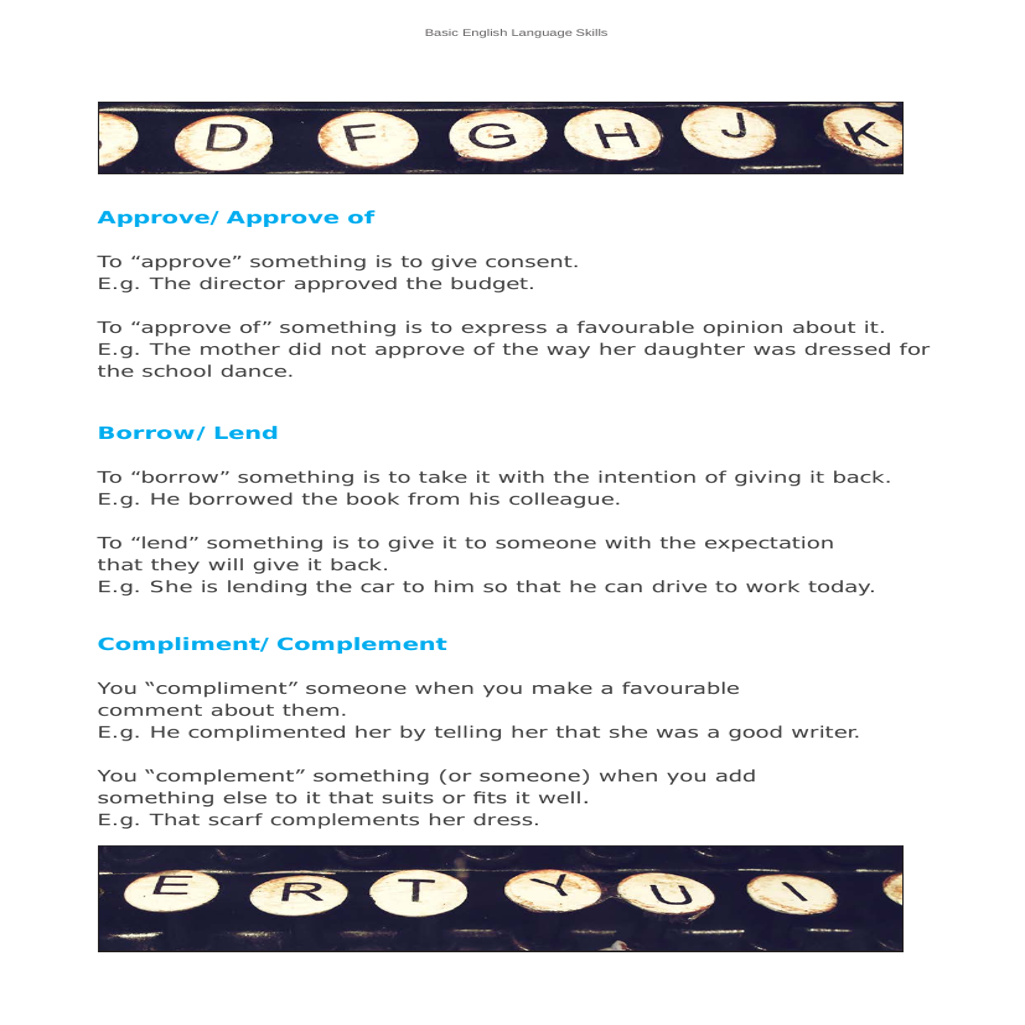 Basic English Language Skills
D F G H J K
Approve/ Approve of
To “approve” something is to give consent.
E.g. The director approved the budget.
To “approve of” something is to express a favourable opinion about it.
E.g. The mother did not approve of the way her daughter was dressed for
the school dance.
Borrow/ Lend
To “borrow” something is to take it with the intention of giving it back.
E.g. He borrowed the book from his colleague.
To “lend” something is to give it to someone with the expectation
that they will give it back.
E.g. She is lending the car to him so that he can drive to work today.
Compliment/ Complement
You “compliment” someone when you make a favourable
comment about them.
E.g. He complimented her by telling her that she was a good writer.
You “complement” something (or someone) when you add
something else to it that suits or fits it well.
E.g. That scarf complements her dress.
E R T Y U I